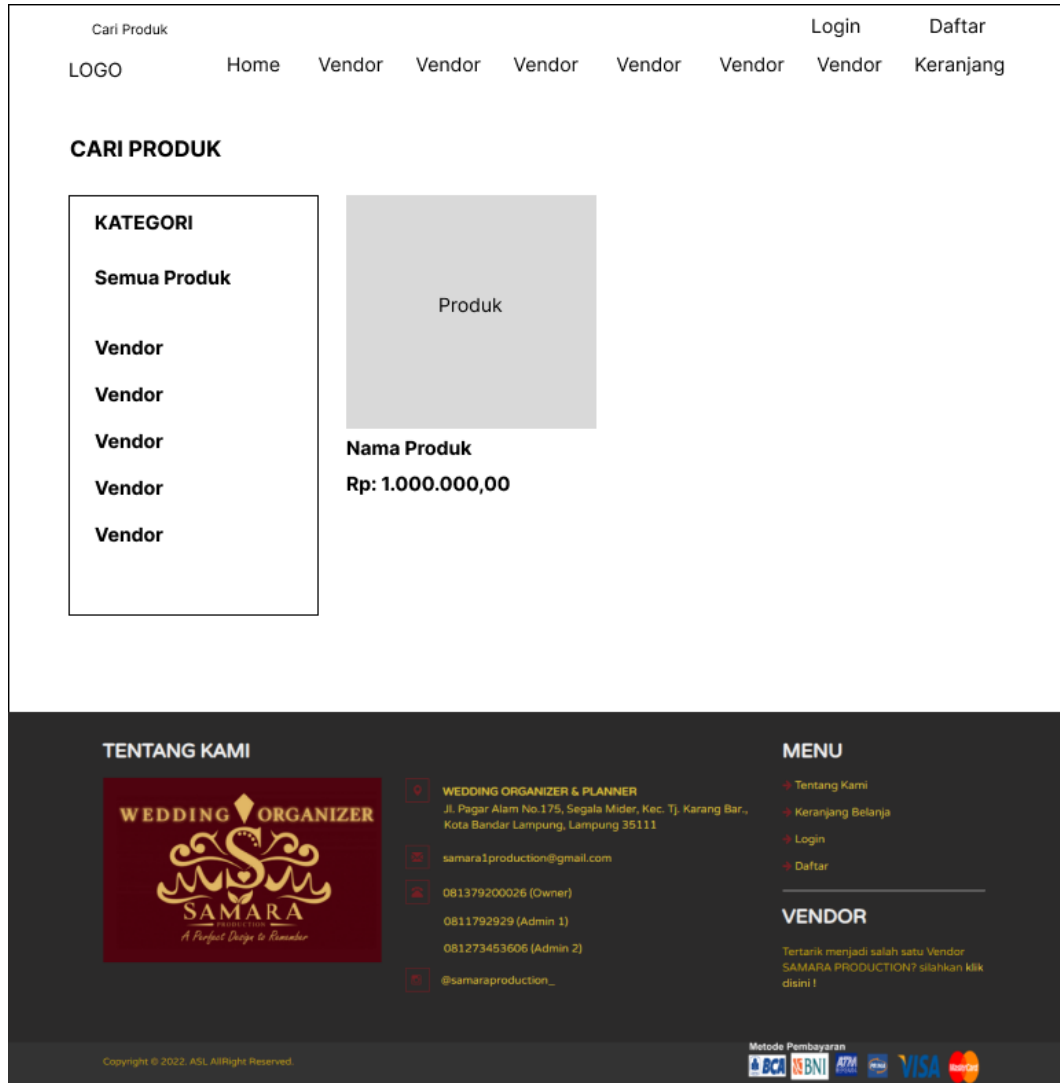 Cari Produk
Login
Daftar
LOGO
Home
Vendor
Vendor
Vendor
Vendor
Vendor
Vendor
Keranjang
CARI PRODUK
KATEGORI
Semua Produk
Vendor
Vendor
Vendor
Vendor
Vendor
Produk
Nama Produk
Rp: 1.000.000,00
TENTANG KAMI
WEDDING ORGANIZER
S
SAMARA
PRODUCTION
A Perfect Design to Remember
WEDDING ORGANIZER & PLANNER
Jl. Pagar Alam No.175, Segala Mider, Kec. Tj. Karang Bar.,
Kota Bandar Lampung, Lampung 35111
samara1production@gmail.com
081379200026 (Owner)
0811792929 (Admin 1)
081273453606 (Admin 2)
@samaraproduction_
MENU
Tentang Kami
Keranjang Belanja
Login
Daftar
VENDOR
Tertarik menjadi salah satu Vendor
SAMARA PRODUCTION? silahkan klik
disini !
Copyright © 2022. ASL AllRight Reserved.
Metode Pembayaran
BCA
BNI
ATM
VISA
MasterCard